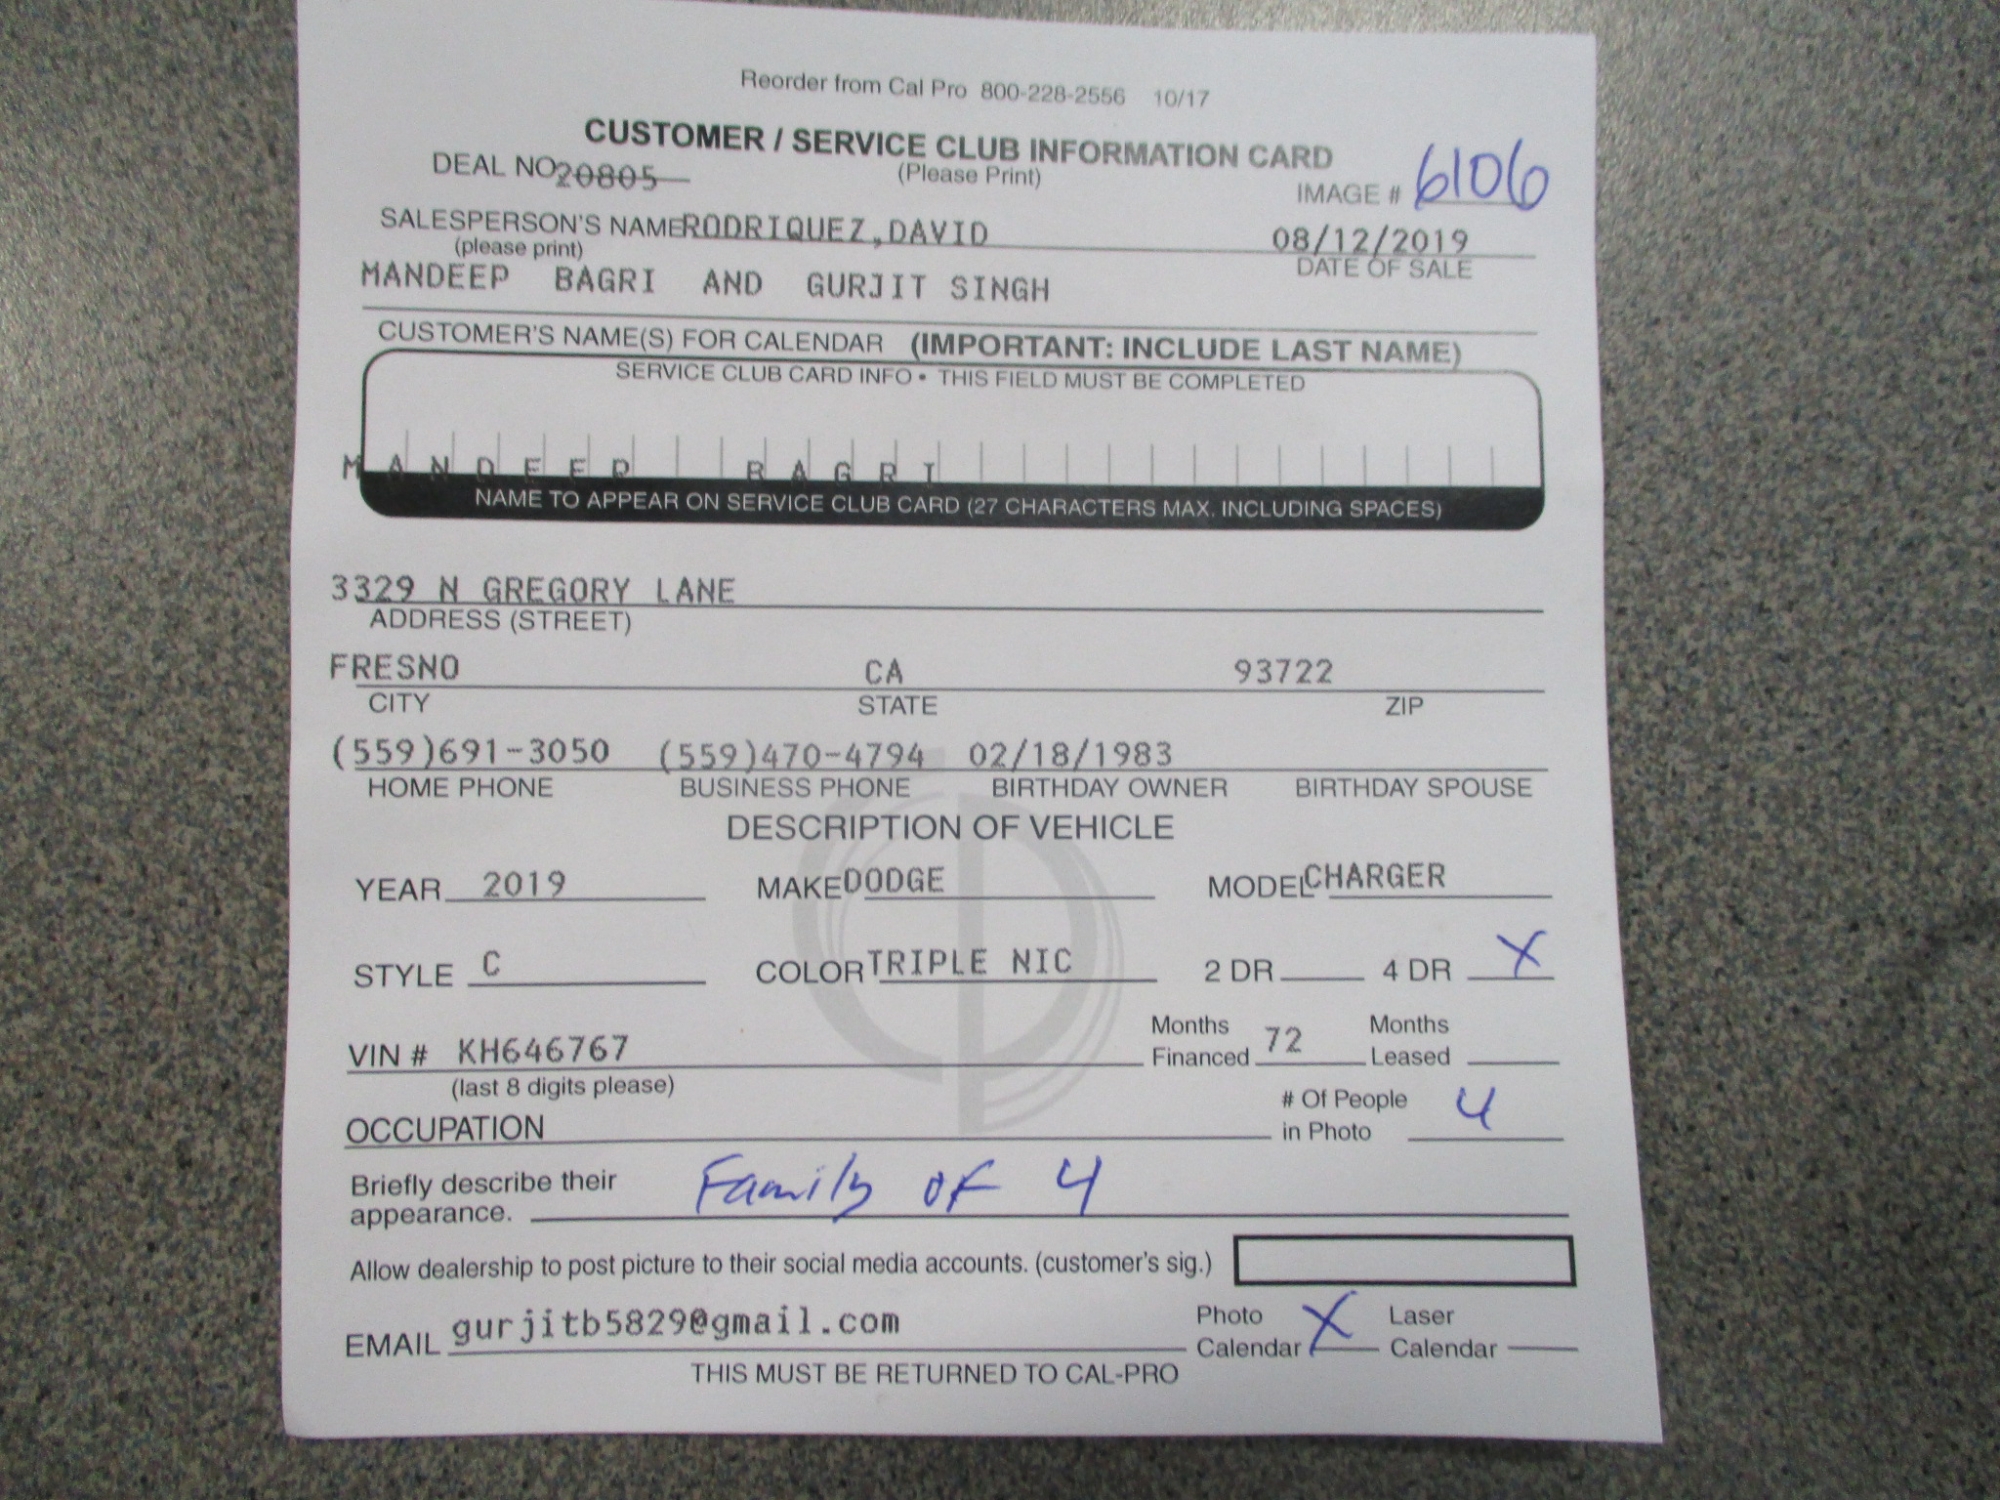 Reorder from Cal Pro 800-228-2556 10/17
CUSTOMER / SERVICE CLUB INFORMATION CARD
(Please Print)
DEAL NO 20805
IMAGE # 6106
SALESPERSON'S NAME RODRIQUEZ,DAVID 08/12/2019
(please print) DATE OF SALE
MANDEEP BAGRI AND GURJIT SINGH
CUSTOMER'S NAME(S) FOR CALENDAR (IMPORTANT: INCLUDE LAST NAME)
SERVICE CLUB CARD INFO • THIS FIELD MUST BE COMPLETED
MANDEEP BAGRI
NAME TO APPEAR ON SERVICE CLUB CARD (27 CHARACTERS MAX. INCLUDING SPACES)
3329 N GREGORY LANE
ADDRESS (STREET)
FRESNO CA 93722
CITY STATE ZIP
(559)691-3050 (559)470-4794 02/18/1983
HOME PHONE BUSINESS PHONE BIRTHDAY OWNER BIRTHDAY SPOUSE
DESCRIPTION OF VEHICLE
YEAR 2019 MAKE DODGE MODEL CHARGER
STYLE C COLOR TRIPLE NIC 2 DR 4 DR X
VIN # KH646767 Months Financed 72 Months Leased
(last 8 digits please)
OCCUPATION # Of People in Photo 4
Briefly describe their appearance. Family of 4
Allow dealership to post picture to their social media accounts. (customer's sig.)
EMAIL gurjitb5829@gmail.com Photo Calendar X Laser Calendar
THIS MUST BE RETURNED TO CAL-PRO